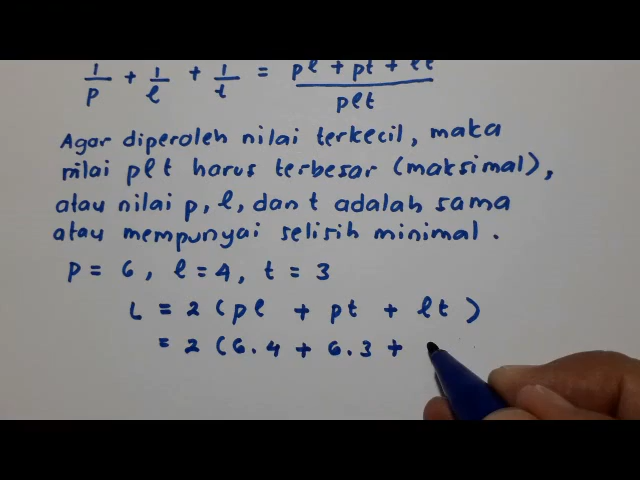 1/p + 1/l + 1/t = pl + pt + lt / plt
Agar diperoleh nilai terkecil, maka
nilai plt harus terbesar (maksimal),
atau nilai p, l, dan t adalah sama
atau mempunyai selisih minimal.
p = 6, l = 4, t = 3
L = 2 (pl + pt + lt)
= 2 (6.4 + 6.3 +